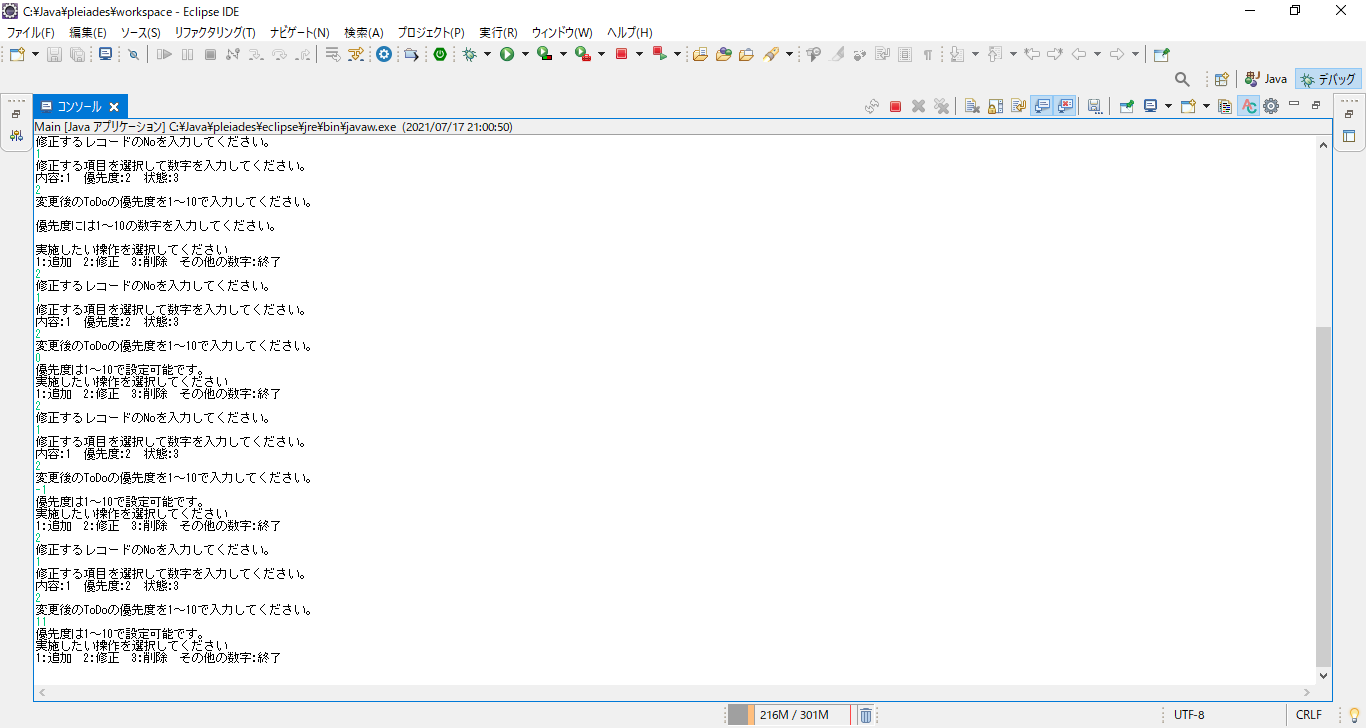 C:¥Java¥pleiades¥workspace - Eclipse IDE
ファイル(F) 編集(E) ソース(S) リファクタリング(T) ナビゲート(N) 検索(A) プロジェクト(P) 実行(R) ウィンドウ(W) ヘルプ(H)
Java デバッグ
コンソール
Main [Java アプリケーション] C:¥Java¥pleiades¥eclipse¥jre¥bin¥javaw.exe (2021/07/17 21:00:50)
修正するレコードのNoを入力してください。
1
修正する項目を選択して数字を入力してください。
内容:1 優先度:2 状態:3
2
変更後のToDoの優先度を1～10で入力してください。
優先度には1～10の数字を入力してください。
実施したい操作を選択してください
1:追加 2:修正 3:削除 その他の数字:終了
2
修正するレコードのNoを入力してください。
1
修正する項目を選択して数字を入力してください。
内容:1 優先度:2 状態:3
2
変更後のToDoの優先度を1～10で入力してください。
0
優先度は1～10で設定可能です。
実施したい操作を選択してください
1:追加 2:修正 3:削除 その他の数字:終了
2
修正するレコードのNoを入力してください。
1
修正する項目を選択して数字を入力してください。
内容:1 優先度:2 状態:3
2
変更後のToDoの優先度を1～10で入力してください。
-1
優先度は1～10で設定可能です。
実施したい操作を選択してください
1:追加 2:修正 3:削除 その他の数字:終了
2
修正するレコードのNoを入力してください。
1
修正する項目を選択して数字を入力してください。
内容:1 優先度:2 状態:3
2
変更後のToDoの優先度を1～10で入力してください。
11
優先度は1～10で設定可能です。
実施したい操作を選択してください
1:追加 2:修正 3:削除 その他の数字:終了
216M / 301M UTF-8 CRLF